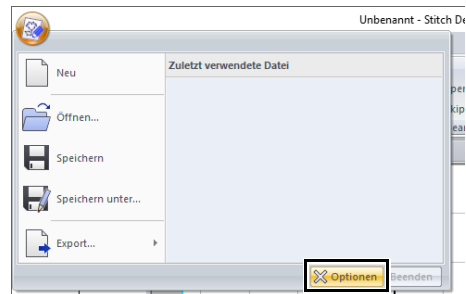 Unbenannt - Stitch De
Neu
Zuletzt verwendete Datei
Öffnen...
Speichern
Speichern unter...
Export...
Optionen Beenden